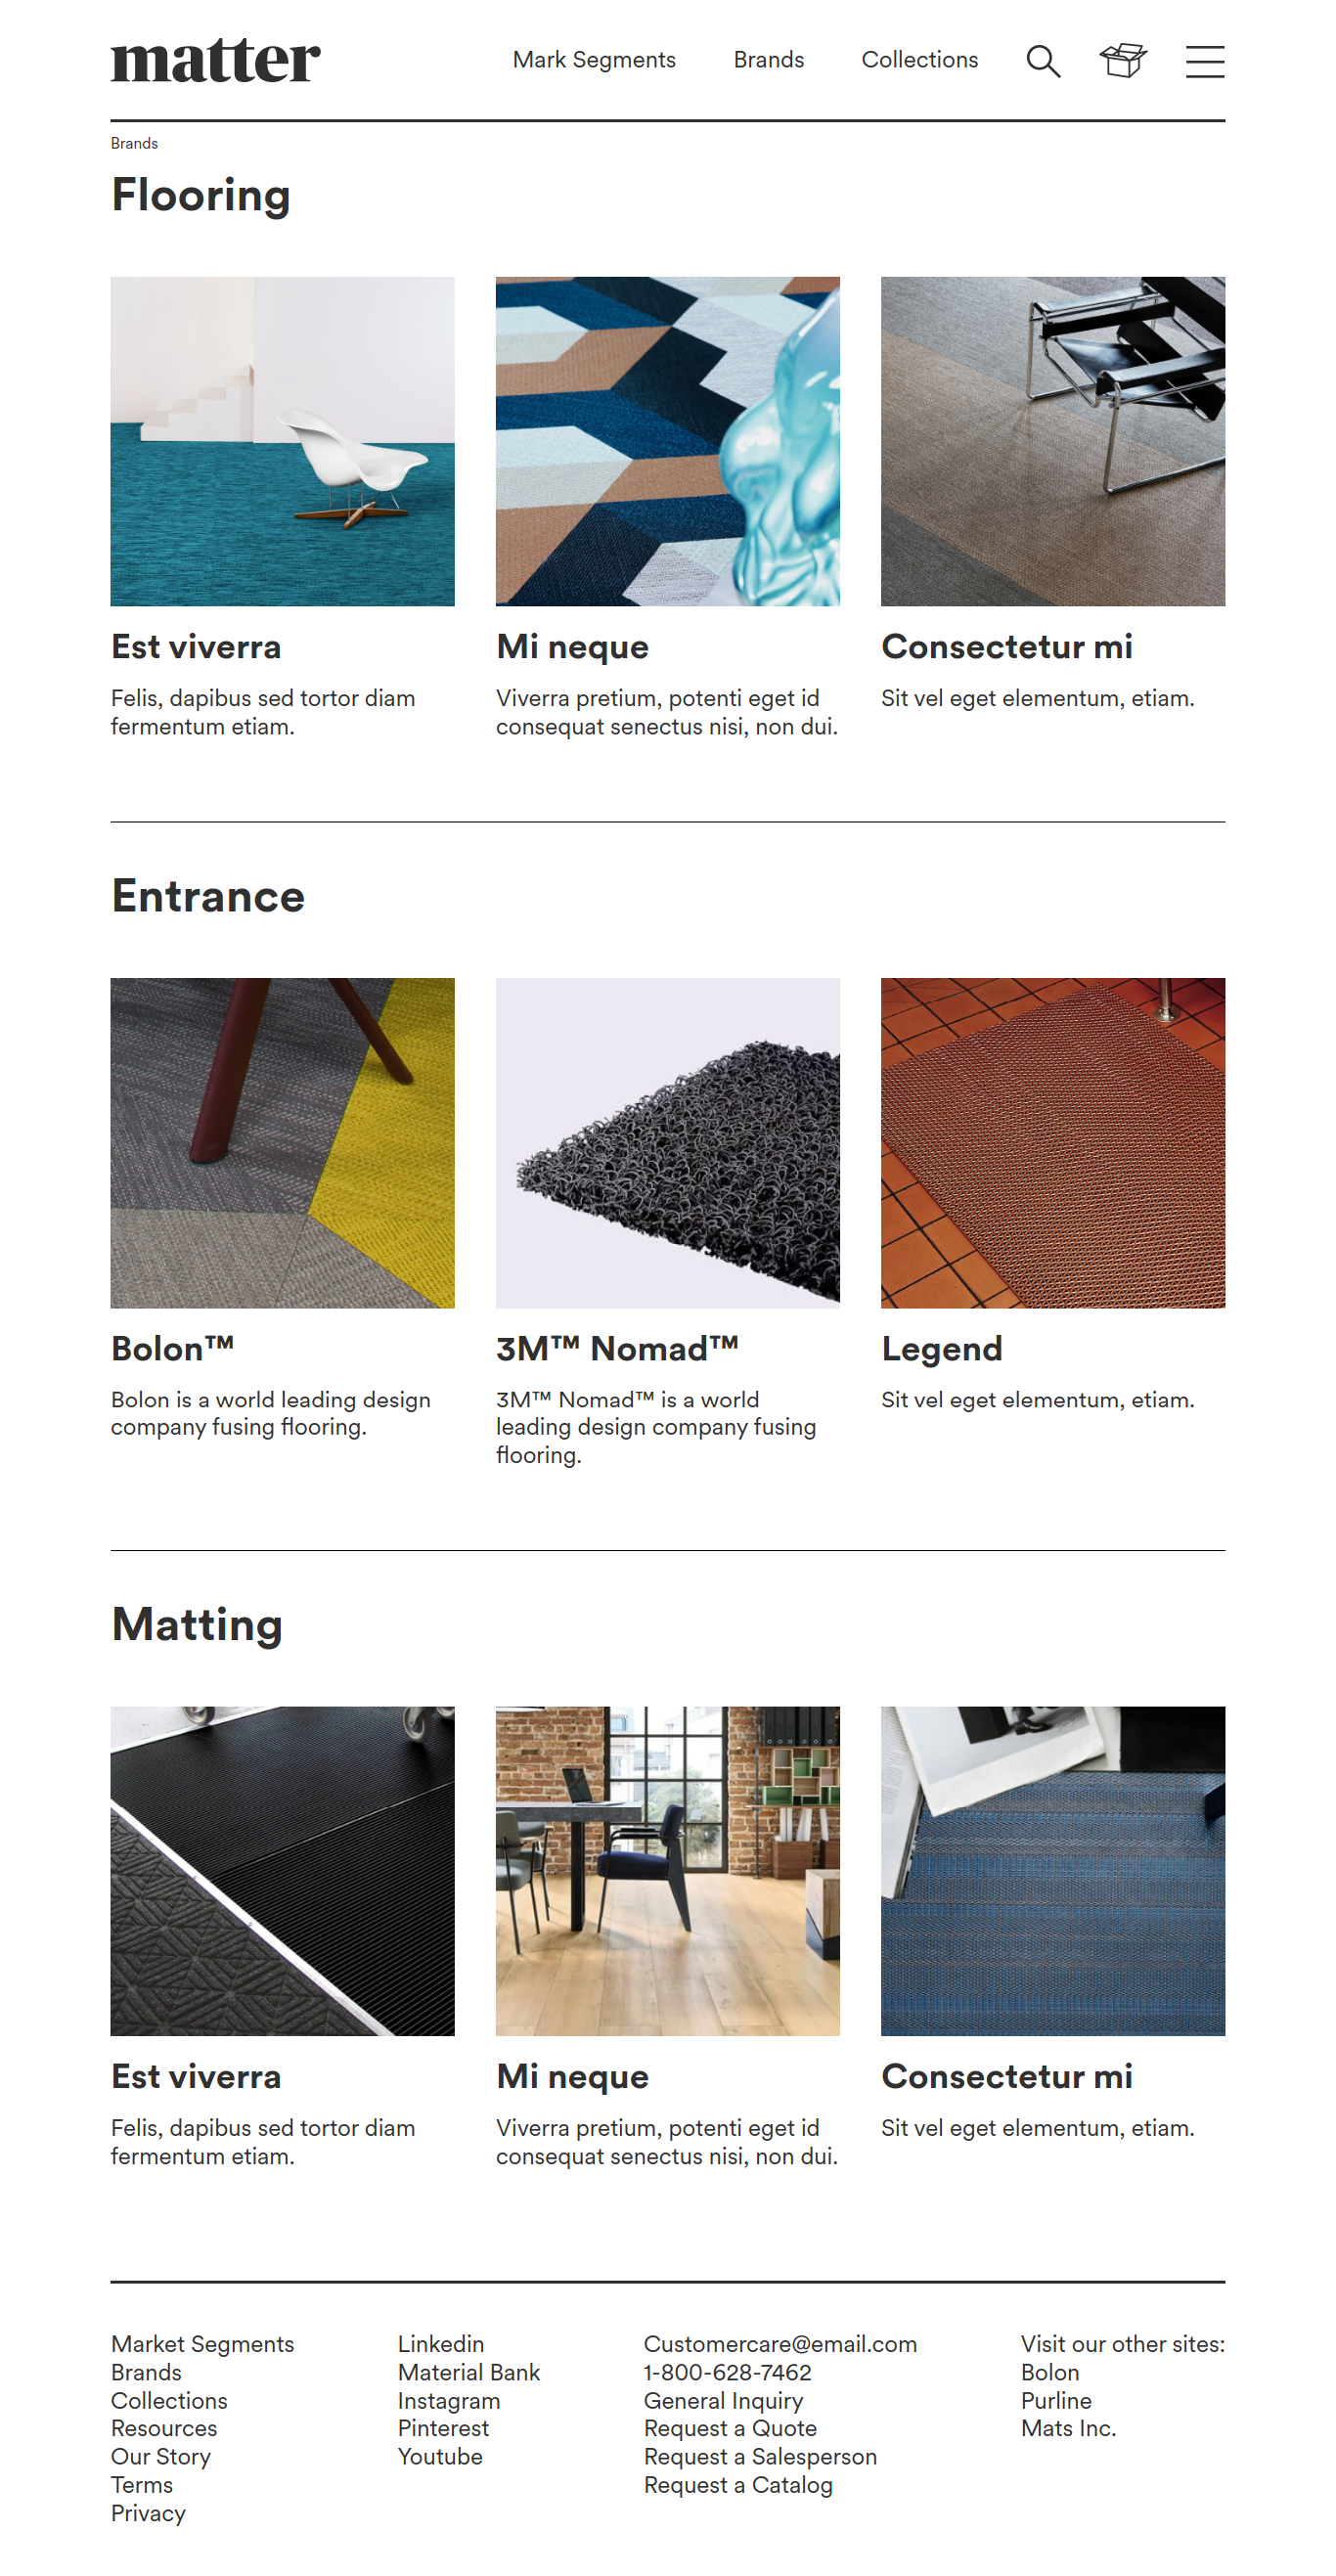 matter
Mark Segments Brands Collections
Brands
Flooring
Est viverra
Felis, dapibus sed tortor diam
fermentum etiam.
Mi neque
Viverra pretium, potenti eget id
consequat senectus nisi, non dui.
Consectetur mi
Sit vel eget elementum, etiam.
Entrance
Bolon™
Bolon is a world leading design
company fusing flooring.
3M™ Nomad™
3M™ Nomad™ is a world
leading design company fusing
flooring.
Legend
Sit vel eget elementum, etiam.
Matting
Est viverra
Felis, dapibus sed tortor diam
fermentum etiam.
Mi neque
Viverra pretium, potenti eget id
consequat senectus nisi, non dui.
Consectetur mi
Sit vel eget elementum, etiam.
Market Segments
Brands
Collections
Resources
Our Story
Terms
Privacy
Linkedin
Material Bank
Instagram
Pinterest
Youtube
Customercare@email.com
1-800-628-7462
General Inquiry
Request a Quote
Request a Salesperson
Request a Catalog
Visit our other sites:
Bolon
Purline
Mats Inc.